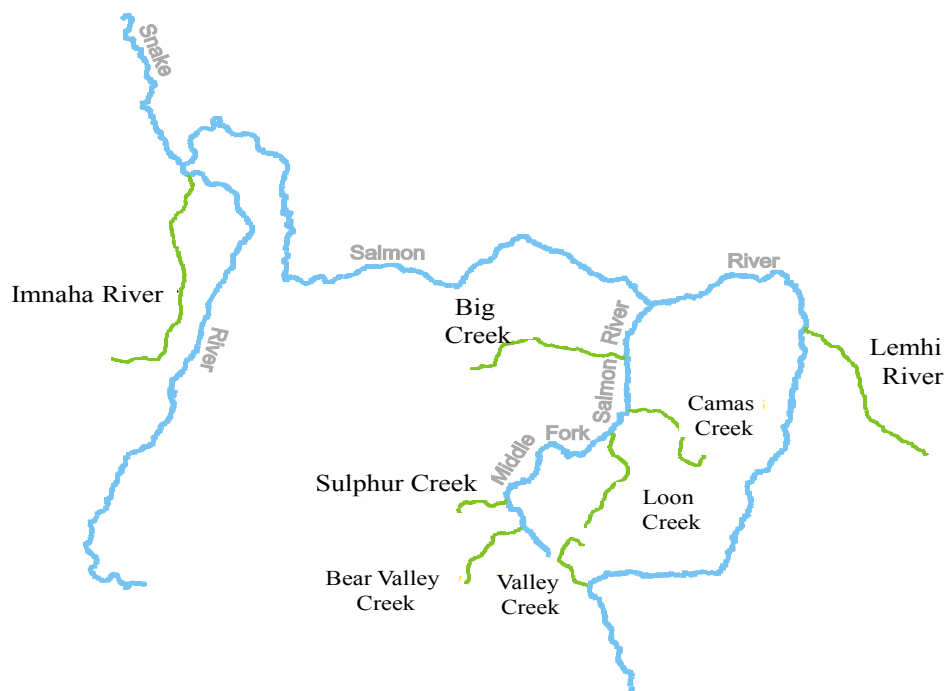 Snake
Salmon
River
Imnaha River
Big
Creek
River
River
Lemhi
River
Salmon
Camas
Creek
Fork
Middle
Sulphur Creek
Loon
Creek
Bear Valley
Creek
Valley
Creek